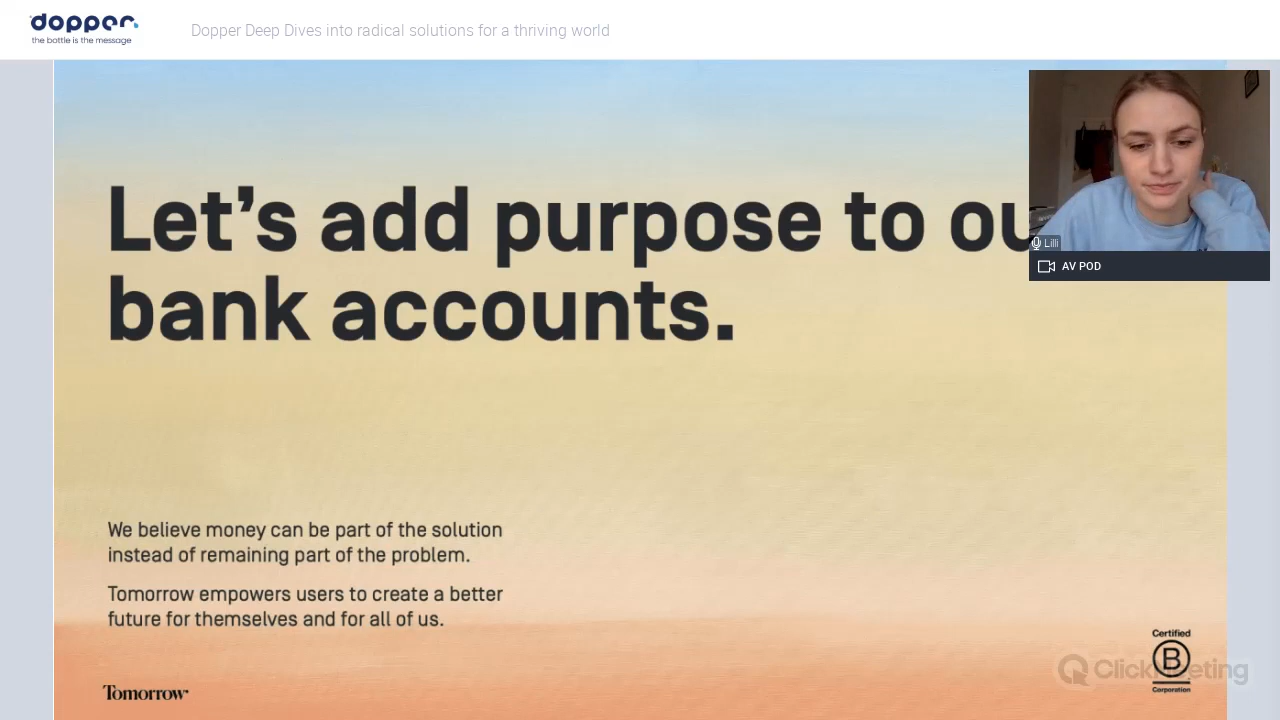 dopper
the bottle is the message
Dopper Deep Dives into radical solutions for a thriving world
Let's add purpose to ou
bank accounts.
Lilli
AV POD
We believe money can be part of the solution
instead of remaining part of the problem.
Tomorrow empowers users to create a better
future for themselves and for all of us.
Tomorrow
Certified
B
Corporation
ClickMeeting